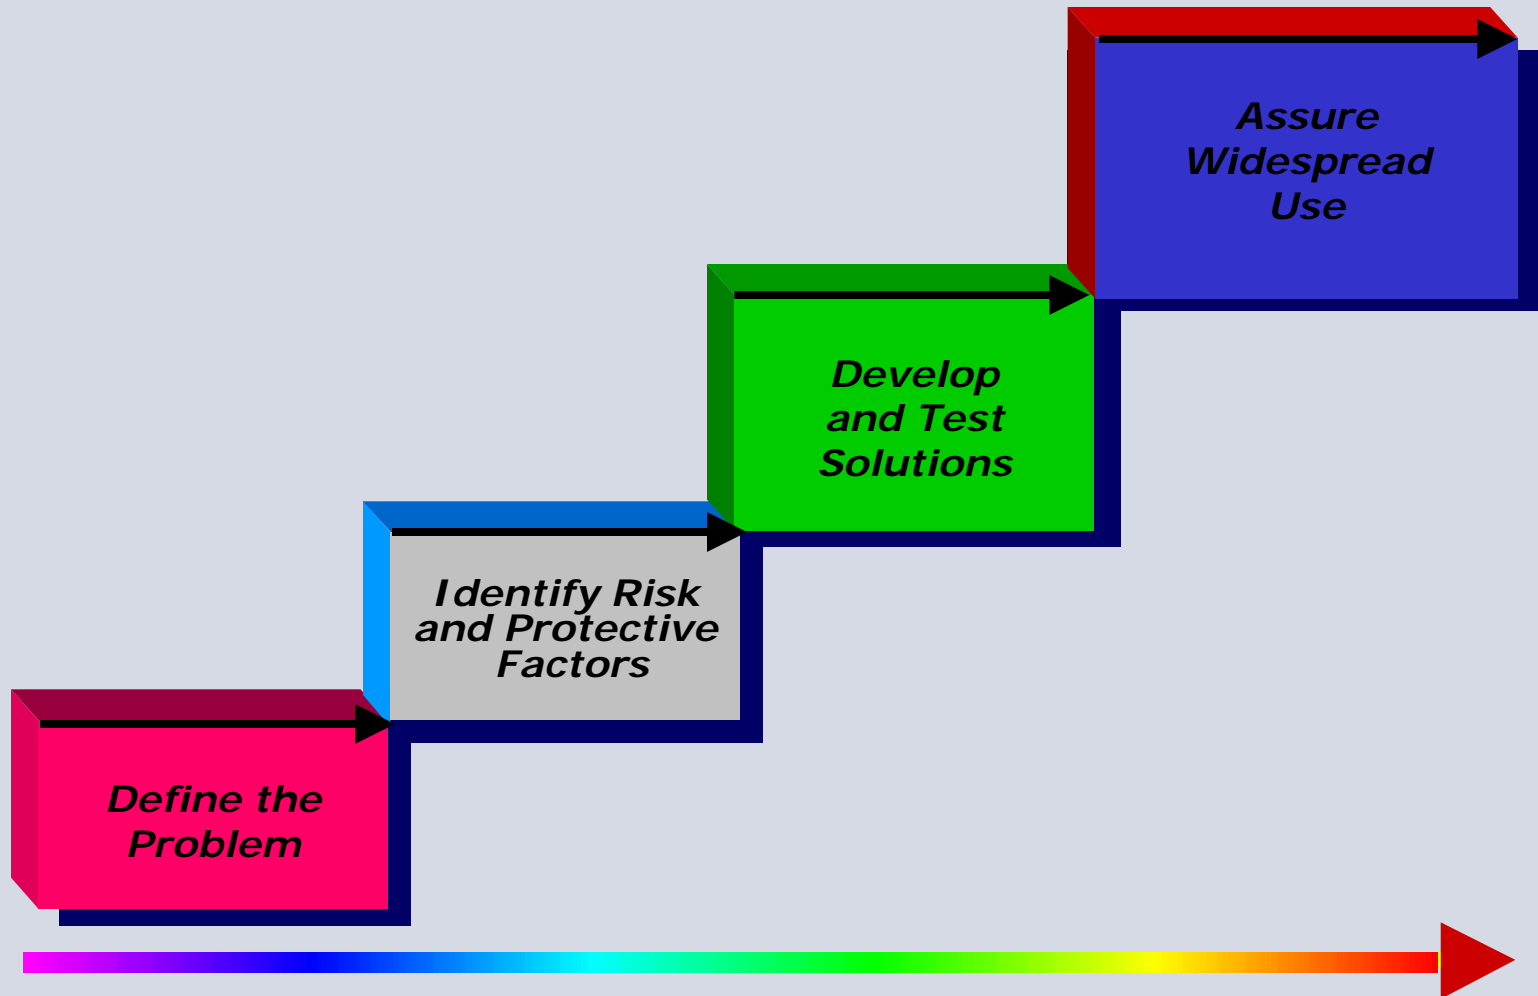 Assure
Widespread
Use
Develop
and Test
Solutions
Identify Risk
and Protective
Factors
Define the
Problem